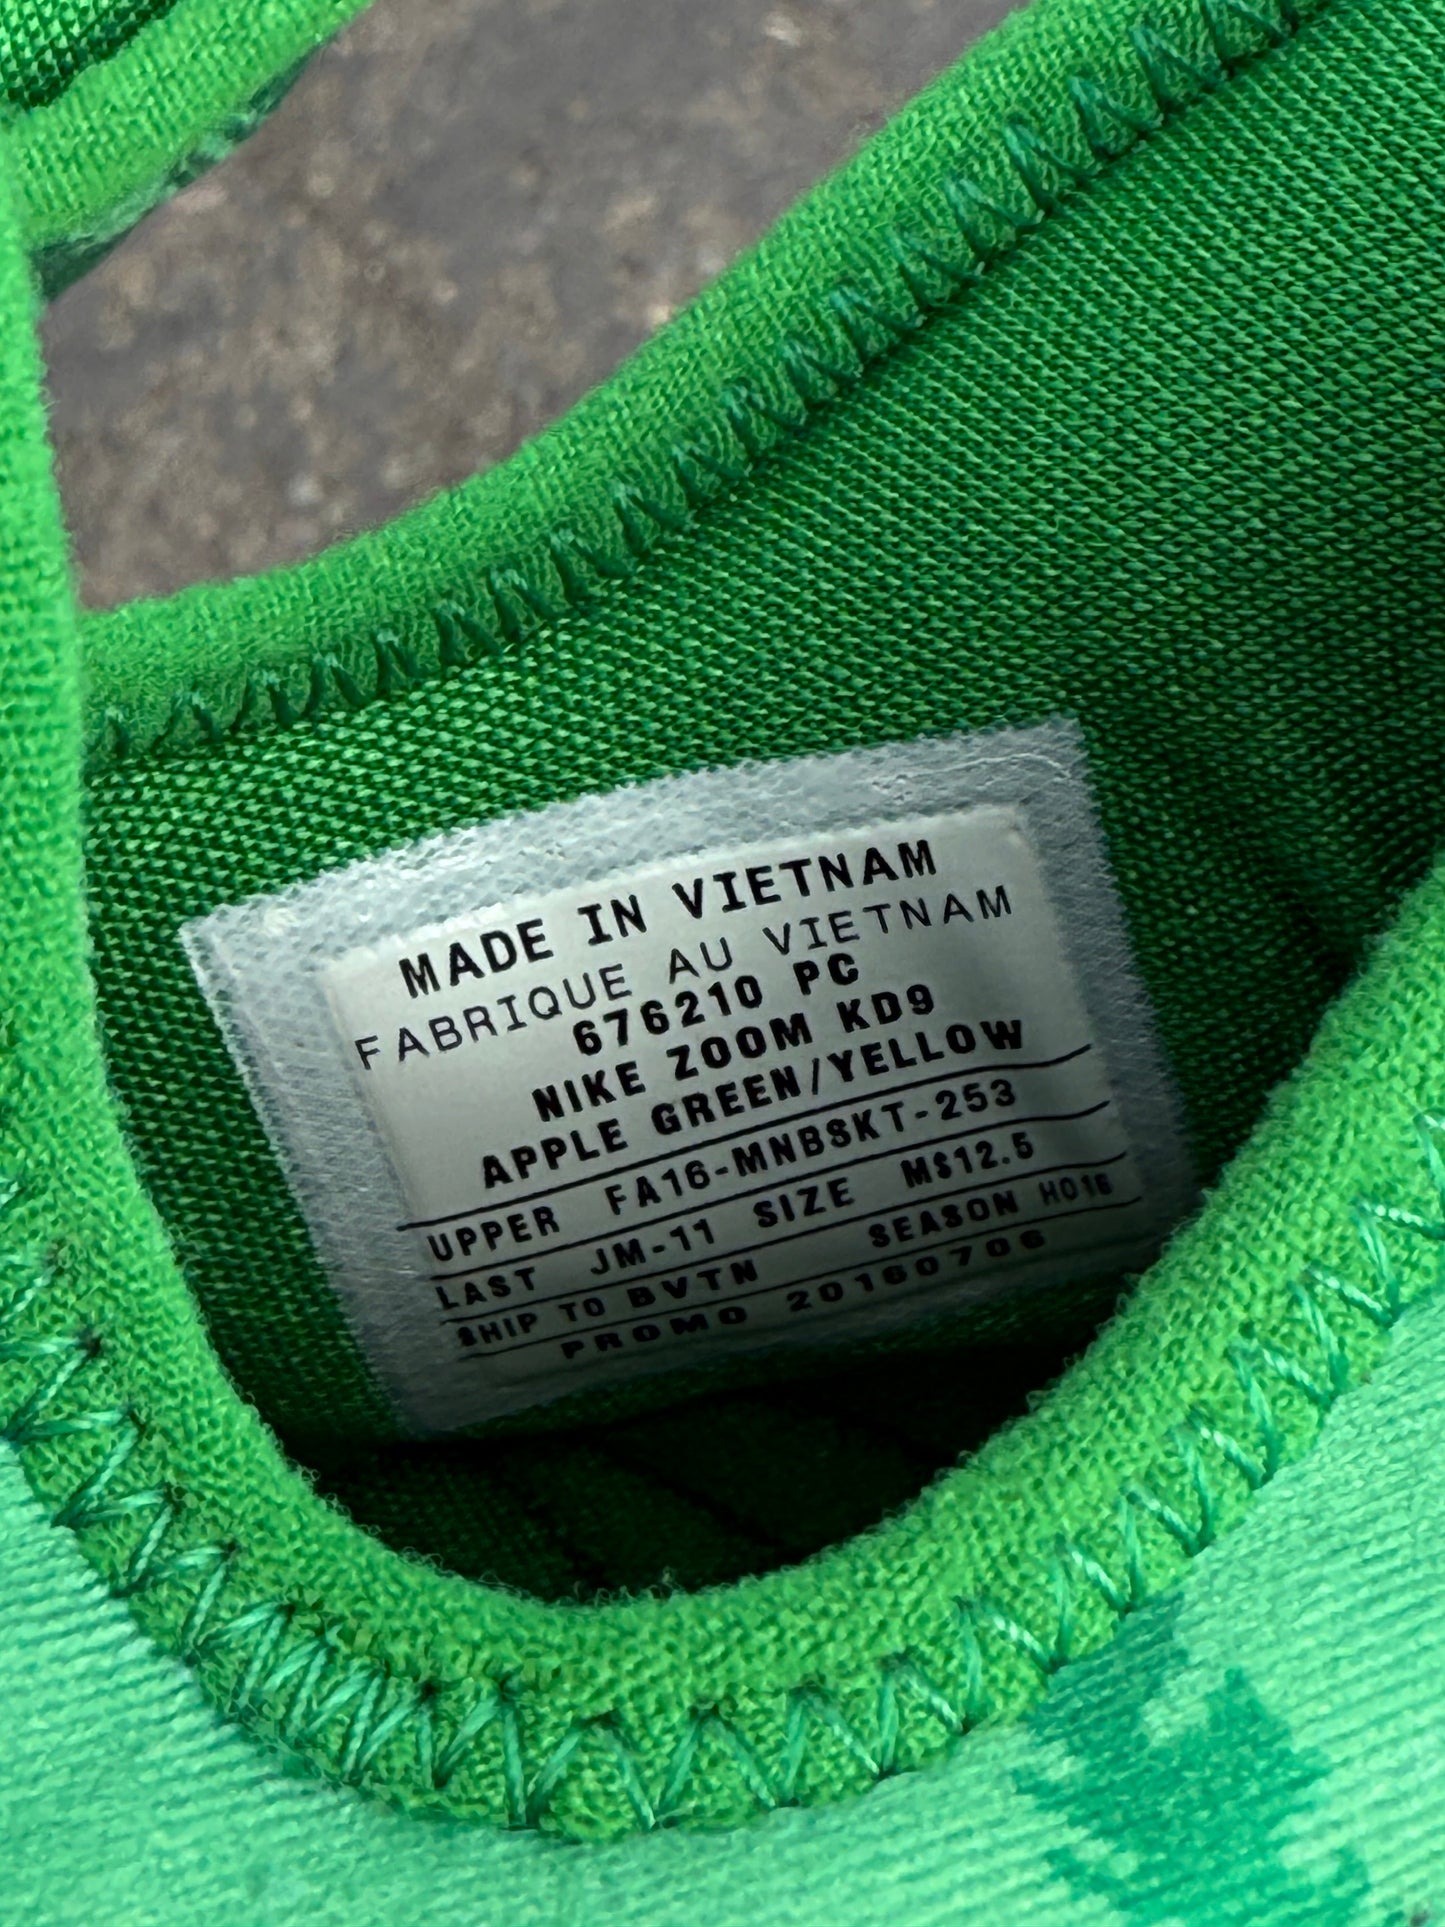 MADE IN VIETNAM
FABRIQUE AU VIETNAM
676210 PC
NIKE ZOOM KD9
APPLE GREEN/YELLOW
UPPER FA16-MNBSKT-253
LAST JM-11 SIZE M$12.5
SHIP TO BVTN SEASON HO16
PROMO 20160706